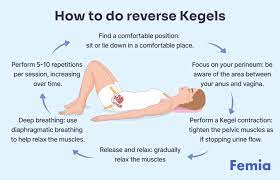 How to do reverse Kegels
Find a comfortable position:
sit or lie down in a comfortable place.
Focus on your perineum: be
aware of the area between
your anus and vagina.
Perform a Kegel contraction:
tighten the pelvic muscles as
if stopping urine flow.
Release and relax: gradually
relax the muscles
Deep breathing: use
diaphragmatic breathing
to help relax the muscles.
Perform 5-10 repetitions
per session, increasing
over time.
Femia